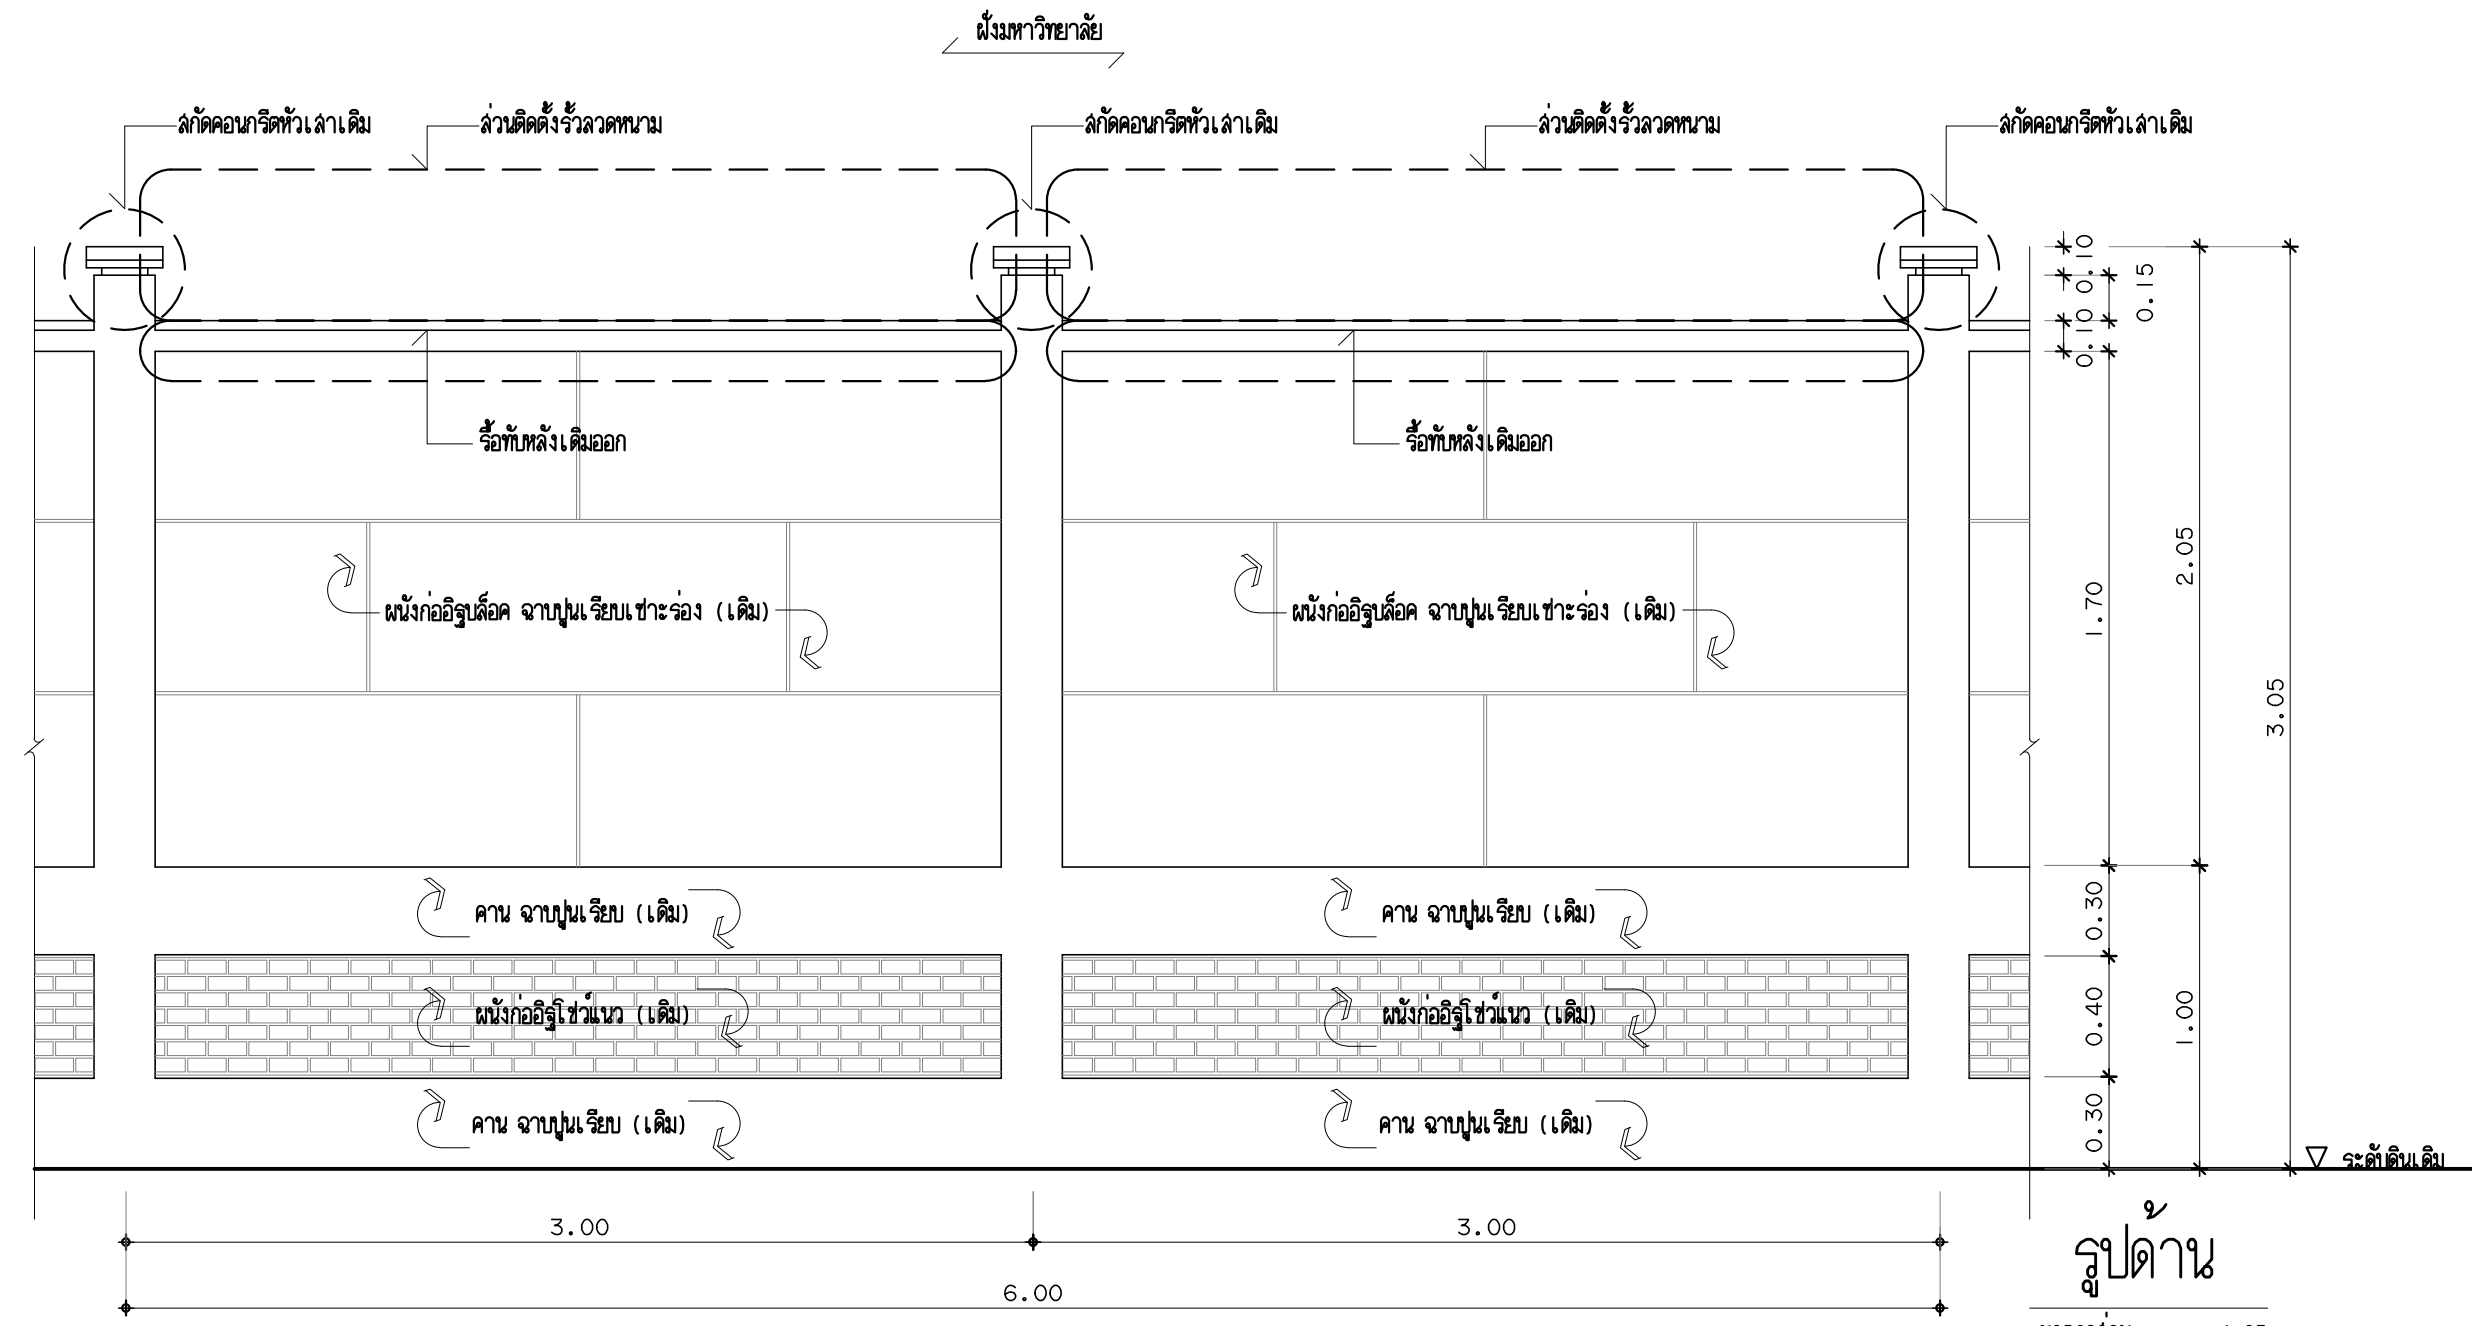 ฝั่งมหาวิทยาลัย
สกัดคอนกรีตหัวเสาเดิม
ส่วนติดตั้งรั้วลวดหนาม
สกัดคอนกรีตหัวเสาเดิม
ส่วนติดตั้งรั้วลวดหนาม
สกัดคอนกรีตหัวเสาเดิม
0.10
0.15
0.10
รื้อทับหลังเดิมออก
รื้อทับหลังเดิมออก
2.05
1.70
3.05
ผนังก่ออิฐบล็อค ฉาบปูนเรียบเซาะร่อง (เดิม)
ผนังก่ออิฐบล็อค ฉาบปูนเรียบเซาะร่อง (เดิม)
คาน ฉาบปูนเรียบ (เดิม)
คาน ฉาบปูนเรียบ (เดิม)
0.30
ผนังก่ออิฐโชว์แนว (เดิม)
ผนังก่ออิฐโชว์แนว (เดิม)
0.40
1.00
คาน ฉาบปูนเรียบ (เดิม)
คาน ฉาบปูนเรียบ (เดิม)
0.30
ระดับดินเดิม
3.00
3.00
รูปด้าน
6.00